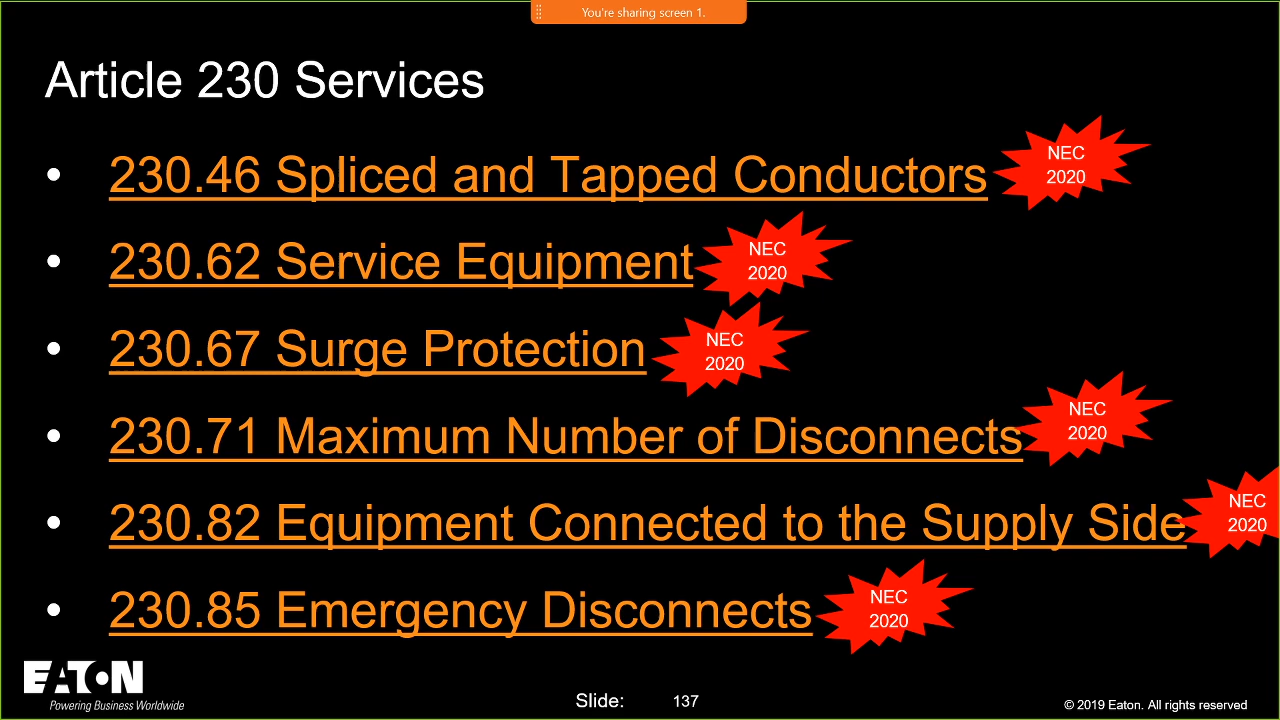 You're sharing screen 1.
Article 230 Services
• 230.46 Spliced and Tapped Conductors
NEC
2020
• 230.62 Service Equipment
NEC
2020
• 230.67 Surge Protection
NEC
2020
• 230.71 Maximum Number of Disconnects
NEC
2020
• 230.82 Equipment Connected to the Supply Side
NEC
2020
• 230.85 Emergency Disconnects
NEC
2020
EATON
Powering Business Worldwide
Slide: 137
© 2019 Eaton. All rights reserved